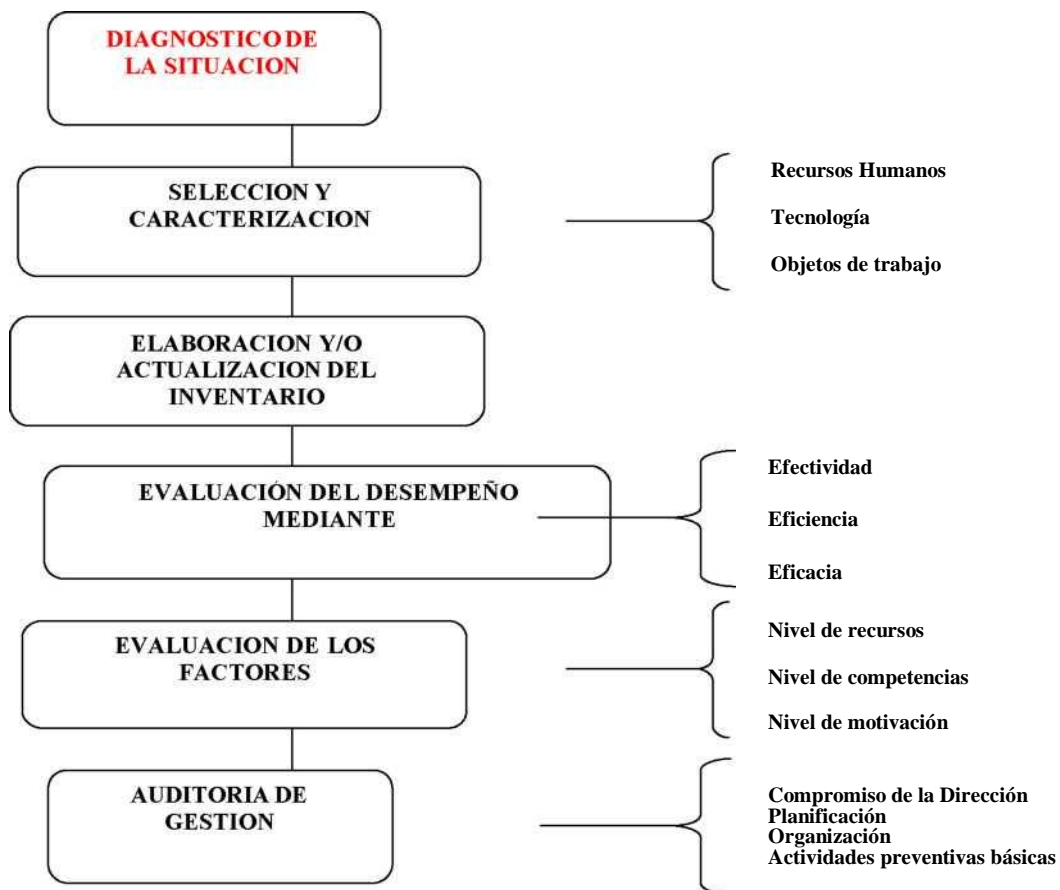 DIAGNOSTICO DE
LA SITUACION
SELECCION Y
CARACTERIZACION
Recursos Humanos
Tecnología
Objetos de trabajo
ELABORACION Y/O
ACTUALIZACION DEL
INVENTARIO
EVALUACIÓN DEL DESEMPEÑO
MEDIANTE
Efectividad
Eficiencia
Eficacia
EVALUACION DE LOS
FACTORES
Nivel de recursos
Nivel de competencias
Nivel de motivación
AUDITORIA DE
GESTION
Compromiso de la Dirección
Planificación
Organización
Actividades preventivas básicas